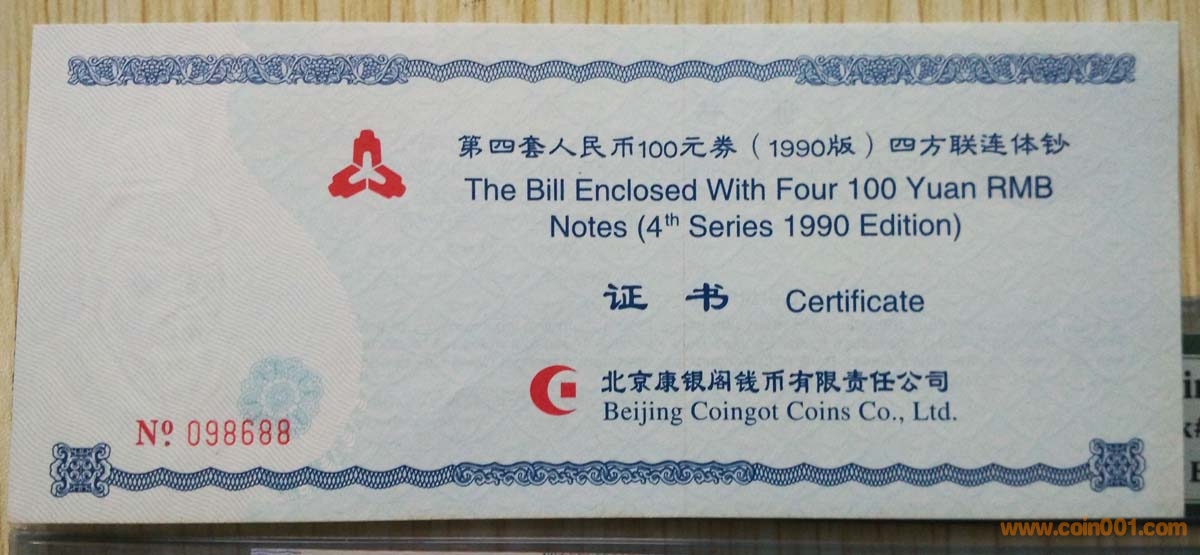 第四套人民币100元券（1990版）四方联连体钞
The Bill Enclosed With Four 100 Yuan RMB
Notes (4th Series 1990 Edition)
证 书 Certificate
北京康银阁钱币有限责任公司
Beijing Coingot Coins Co., Ltd.
Nº 098688
www.coin001.com